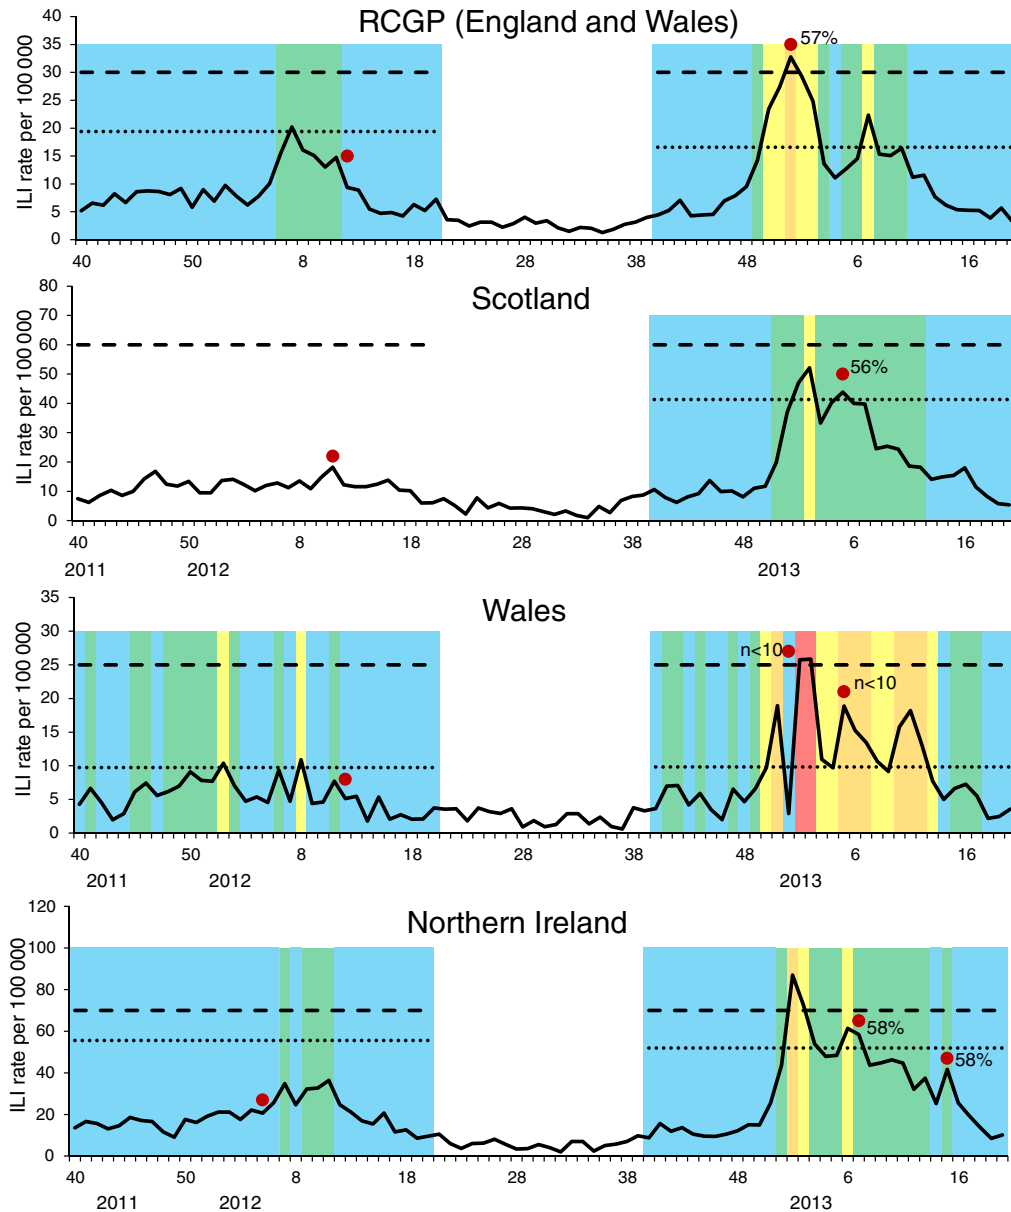 RCGP (England and Wales)
ILI rate per 100 000
40
35
30
25
20
15
10
5
0
57%
40 50 8 18 28 38 48 6 16
Scotland
ILI rate per 100 000
80
70
60
50
40
30
20
10
0
56%
40 50 8 18 28 38 48 6 16
2011 2012 2013
Wales
ILI rate per 100 000
35
30
25
20
15
10
5
0
n<10
n<10
40 50 8 18 28 38 48 6 16
2011 2012 2013
Northern Ireland
ILI rate per 100 000
120
100
80
60
40
20
0
58%
58%
40 50 8 18 28 38 48 6 16
2011 2012 2013